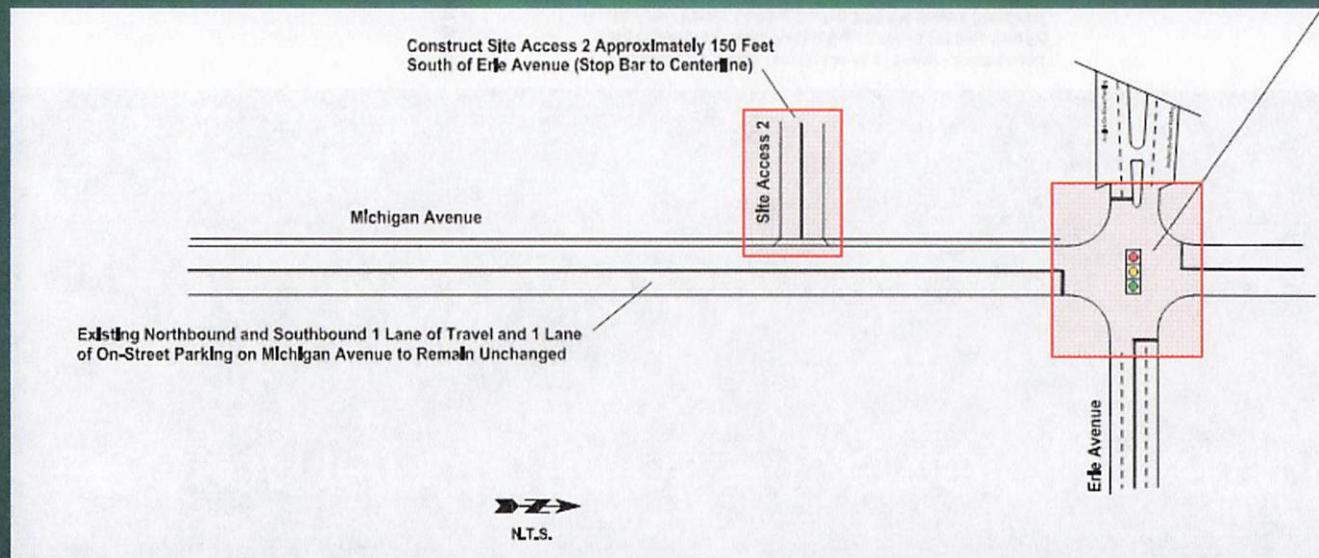 Construct Site Access 2 Approximately 150 Feet
South of Erie Avenue (Stop Bar to Centerline)
Site Access 2
Michigan Avenue
Existing Northbound and Southbound 1 Lane of Travel and 1 Lane
of On-Street Parking on Michigan Avenue to Remain Unchanged
Erie Avenue
N
N.T.S.